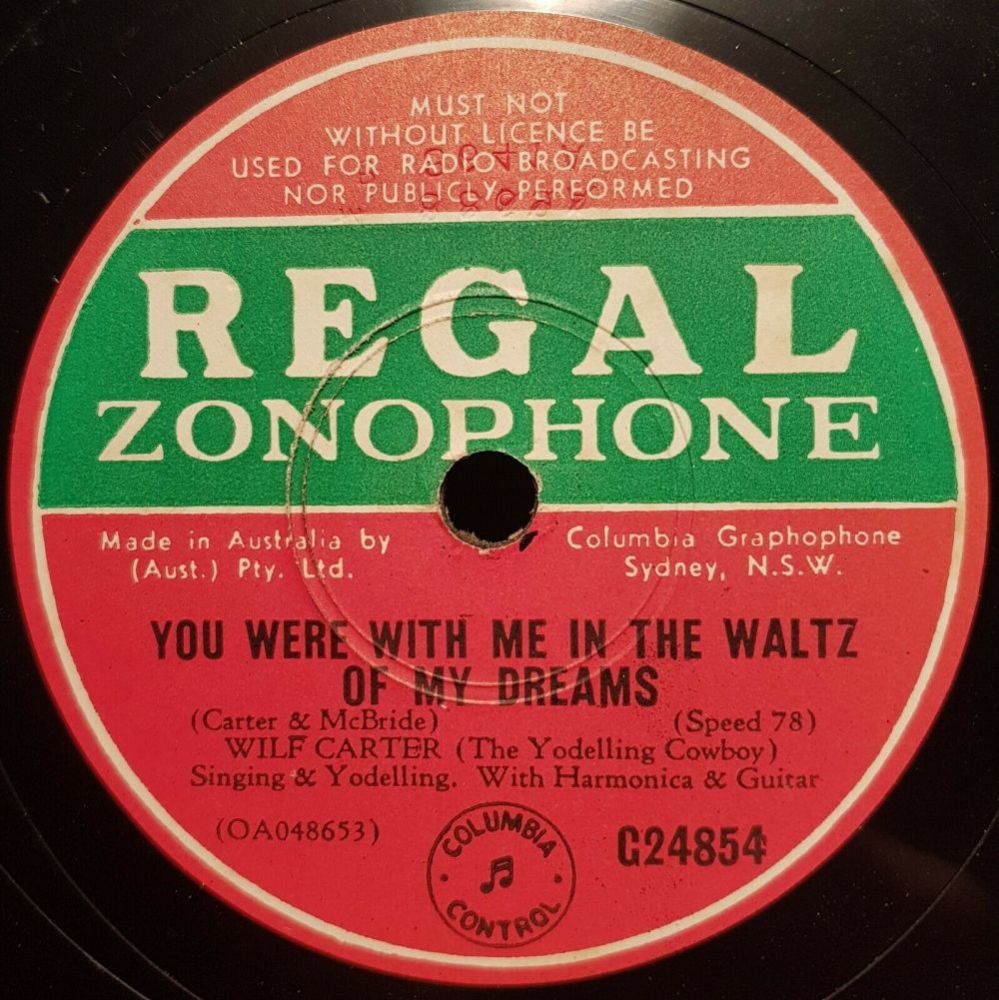 MUST NOT
WITHOUT LICENCE BE
USED FOR RADIO BROADCASTING
NOR PUBLICLY PERFORMED
REGAL
ZONOPHONE
Made in Australia by Columbia Graphophone
(Aust.) Pty. Ltd. Sydney, N.S.W.
YOU WERE WITH ME IN THE WALTZ
OF MY DREAMS
(Carter & McBride) (Speed 78)
WILF CARTER (The Yodelling Cowboy)
Singing & Yodelling. With Harmonica & Guitar
(OA048653)
COLUMBIA
CONTROL
G24854